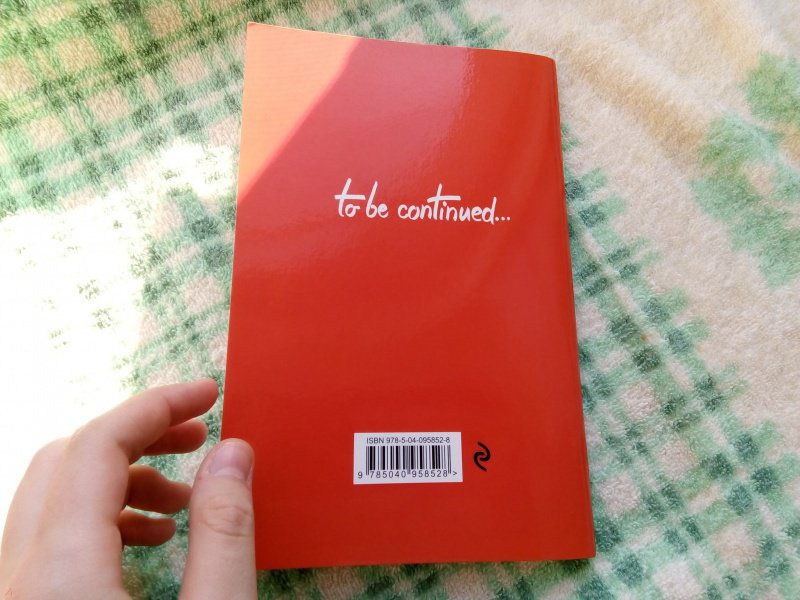 to be continued...
ISBN 978-5-04-095852-8
9 785040 958528 >